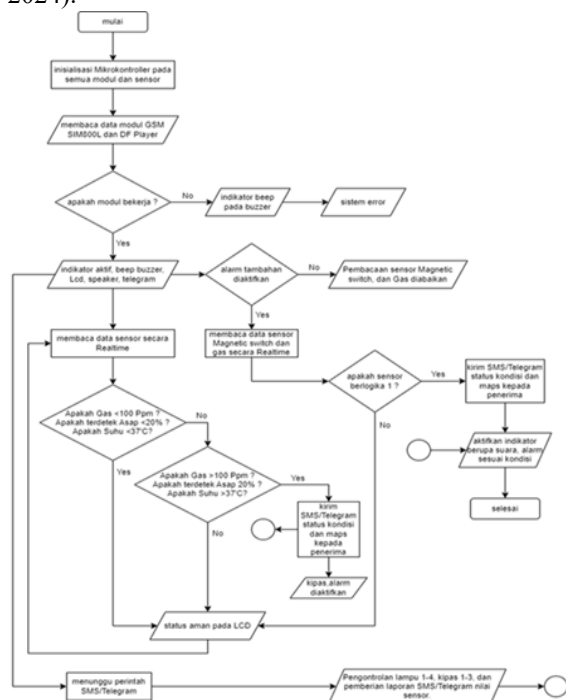 2024).
mulai
inisialisasi Mikrokontroller pada
semua modul dan sensor
membaca data modul GSM
SIM800L dan DF Player
apakah modul bekerja ?
No
indikator beep
pada buzzer
sistem error
Yes
indikator aktif, beep buzzer,
Lcd, speaker, telegram
alarm tambahan
diaktifkan
No
Pembacaan sensor Magnetic
switch, dan Gas diabaikan
Yes
membaca data sensor secara
Realtime
membaca data sensor
Magnetic switch dan
gas secara Realtime
apakah sensor
berlogika 1 ?
Yes
kirim SMS/Telegram
status kondisi dan
maps kepada
penerima
No
aktifkan indikator
berupa suara, alarm
sesuai kondisi
selesai
Apakah Gas <100 Ppm ?
Apakah terdetek Asap <20% ?
Apakah Suhu <37°C?
No
Yes
Apakah Gas >100 Ppm ?
Apakah terdetek Asap 20% ?
Apakah Suhu >37°C?
Yes
kirim
SMS/Telegram
status kondisi
dan maps
kepada
penerima
No
kipas,alarm
diaktifkan
status aman pada LCD
menunggu perintah
SMS/Telegram
Pengontrolan lampu 1-4, kipas 1-3, dan
pemberian laporan SMS/Telegram nilai
sensor.